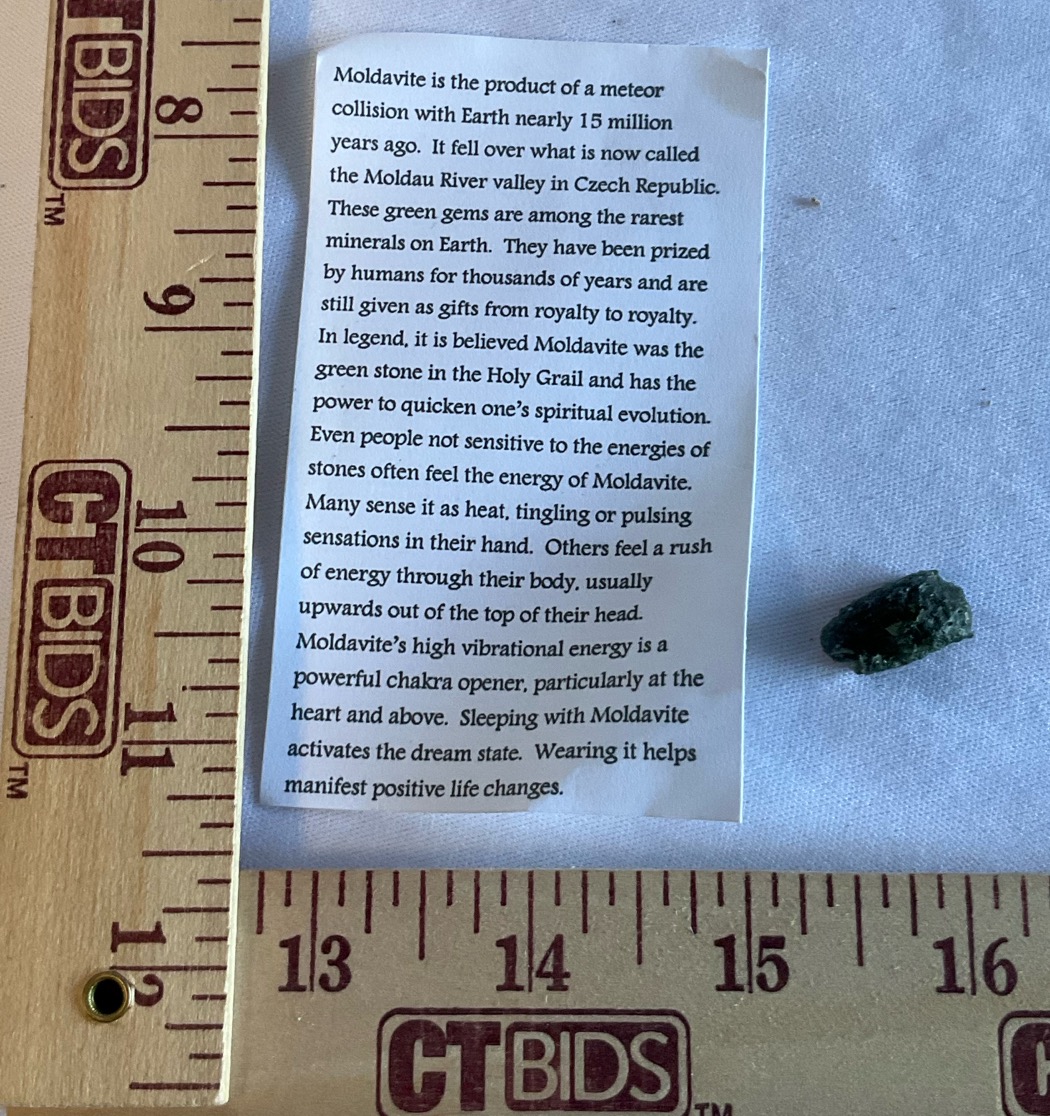 CTBIDS
TM
8
9
10
CTBIDS
TM
11
12
Moldavite is the product of a meteor
collision with Earth nearly 15 million
years ago. It fell over what is now called
the Moldau River valley in Czech Republic.
These green gems are among the rarest
minerals on Earth. They have been prized
by humans for thousands of years and are
still given as gifts from royalty to royalty.
In legend, it is believed Moldavite was the
green stone in the Holy Grail and has the
power to quicken one's spiritual evolution.
Even people not sensitive to the energies of
stones often feel the energy of Moldavite.
Many sense it as heat, tingling or pulsing
sensations in their hand. Others feel a rush
of energy through their body, usually
upwards out of the top of their head.
Moldavite's high vibrational energy is a
powerful chakra opener, particularly at the
heart and above. Sleeping with Moldavite
activates the dream state. Wearing it helps
manifest positive life changes.
13 14 15 16
CTBIDS TM C